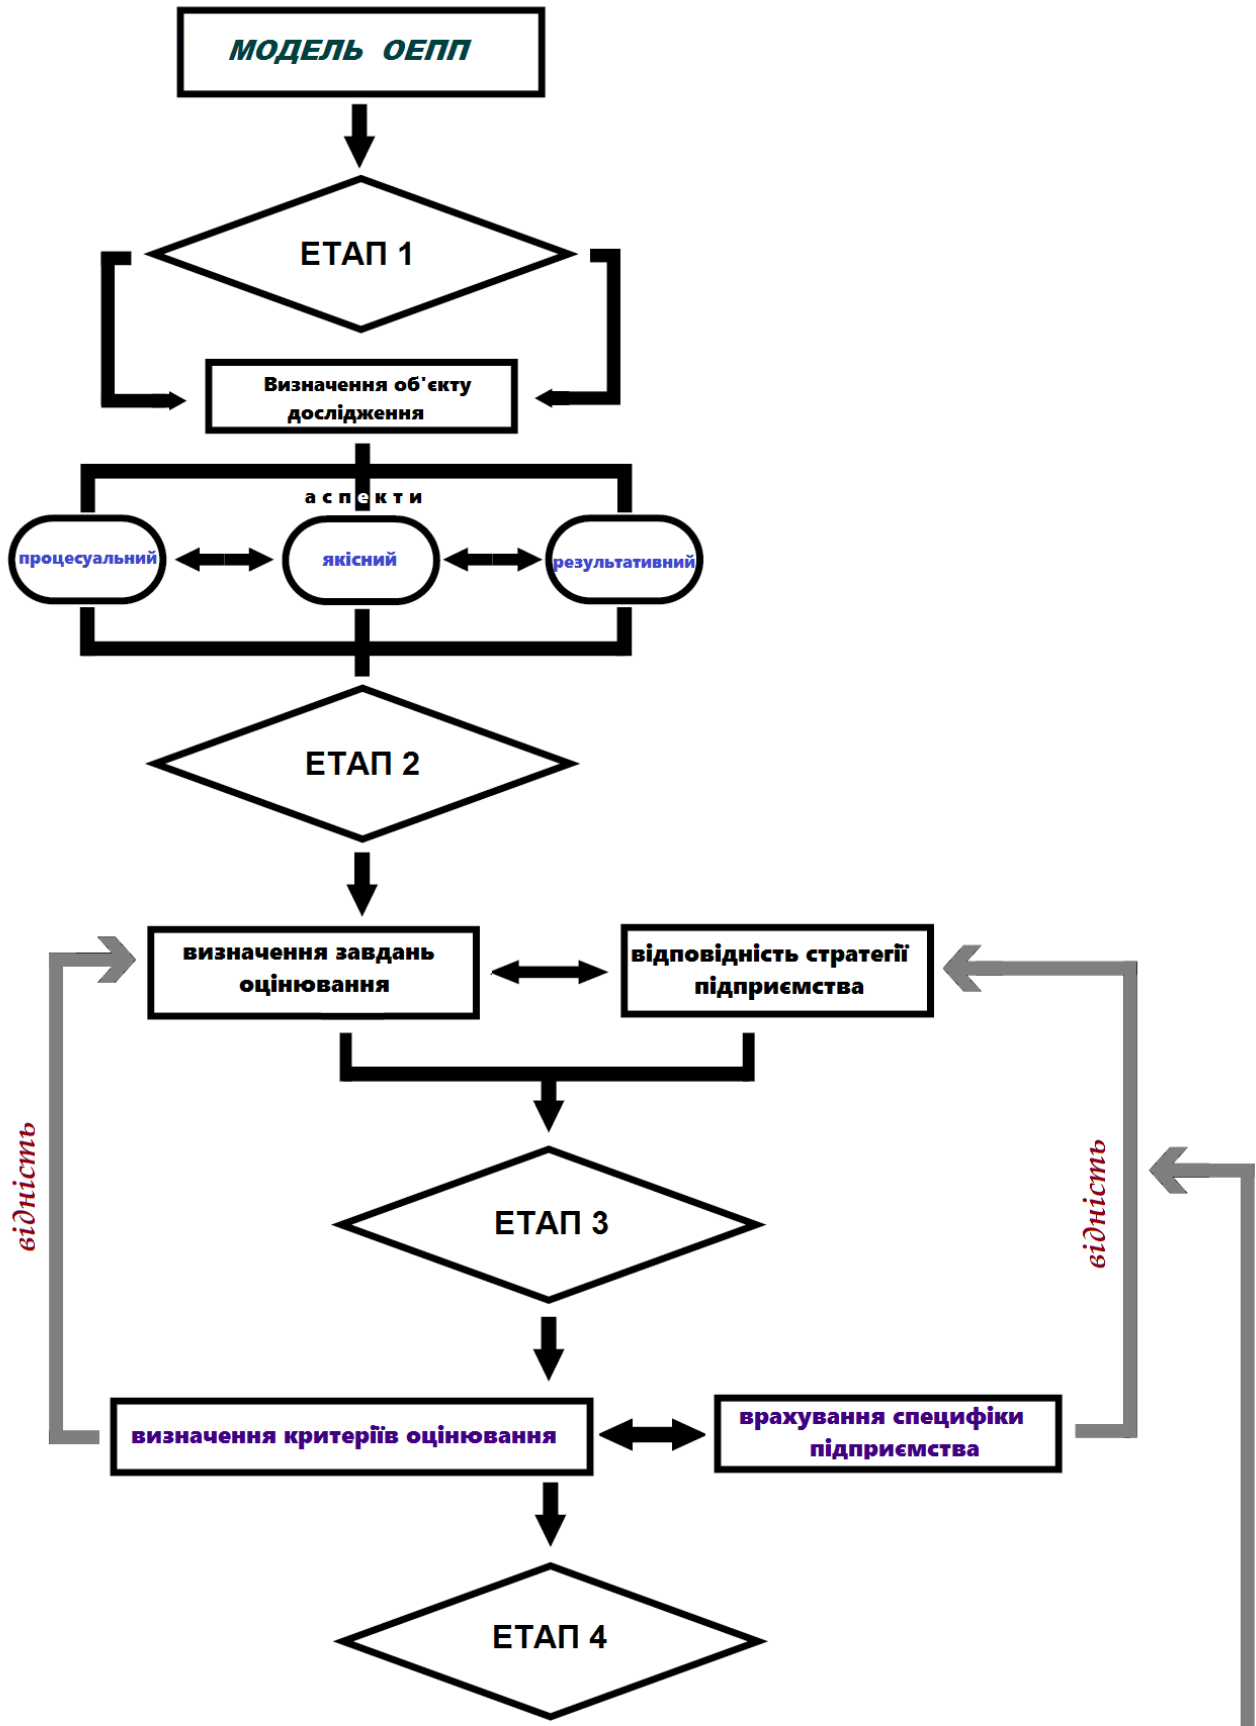 МОДЕЛЬ ОЕПП
ЕТАП 1
Визначення об'єкту
дослідження
аспекти
процесуальний
якісний
результативний
ЕТАП 2
визначення завдань
оцінювання
відповідність стратегії
підприємства
відність
відність
ЕТАП 3
визначення критеріїв оцінювання
врахування специфіки
підприємства
ЕТАП 4